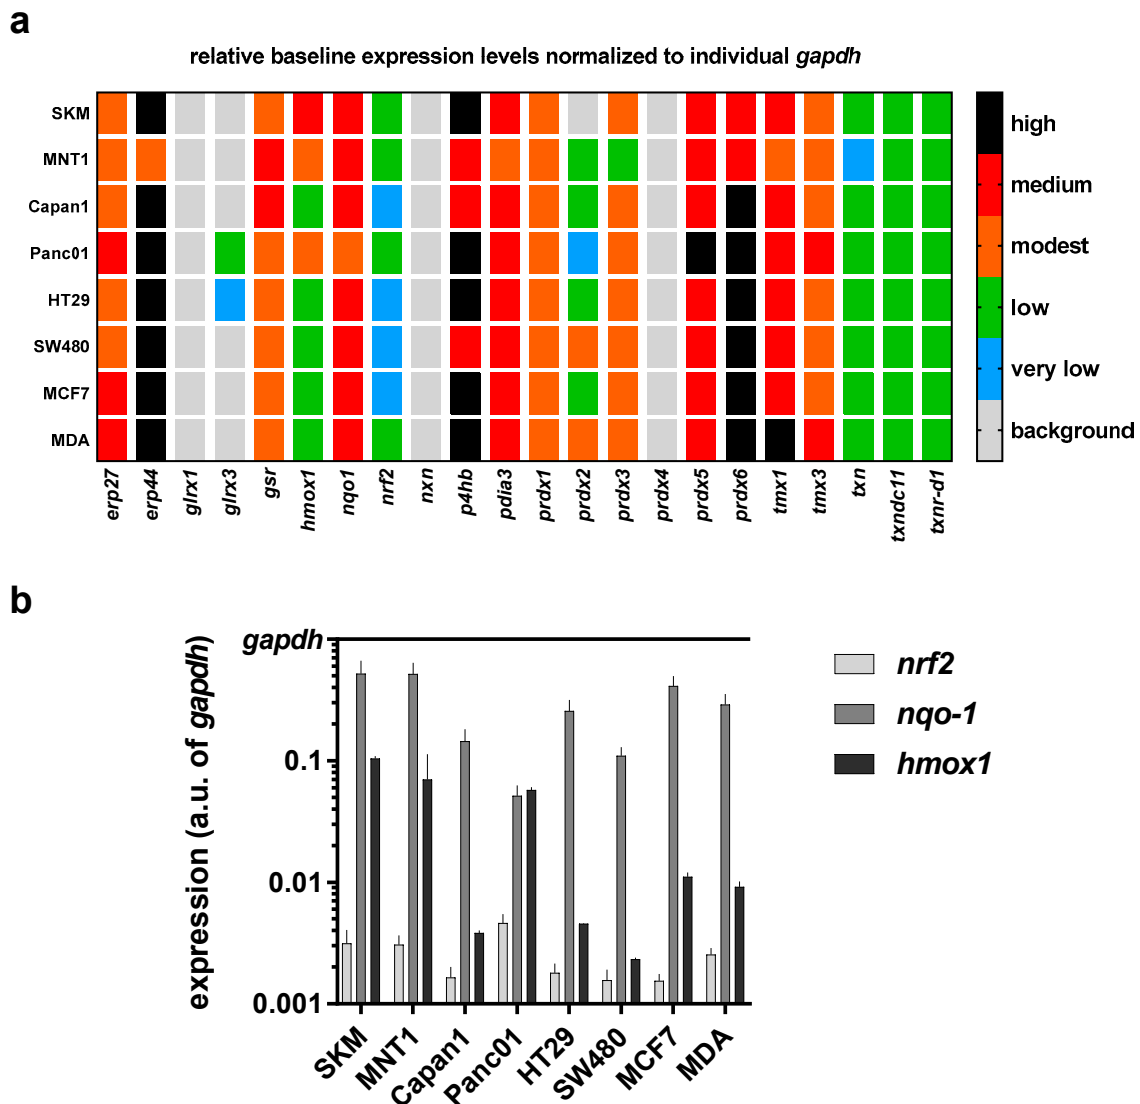 a
relative baseline expression levels normalized to individual gapdh
SKM
MNT1
Capan1
Panc01
HT29
SW480
MCF7
MDA
erp27
erp44
glrx1
glrx3
gsr
hmox1
nqo1
nrf2
nxn
p4hb
pdia3
prdx1
prdx2
prdx3
prdx4
prdx5
prdx6
tmx1
tmx3
txn
txndc11
txnr-d1
high
medium
modest
low
very low
background
b
expression (a.u. of gapdh)
gapdh
0.1
0.01
0.001
SKM
MNT1
Capan1
Panc01
HT29
SW480
MCF7
MDA
nrf2
nqo-1
hmox1